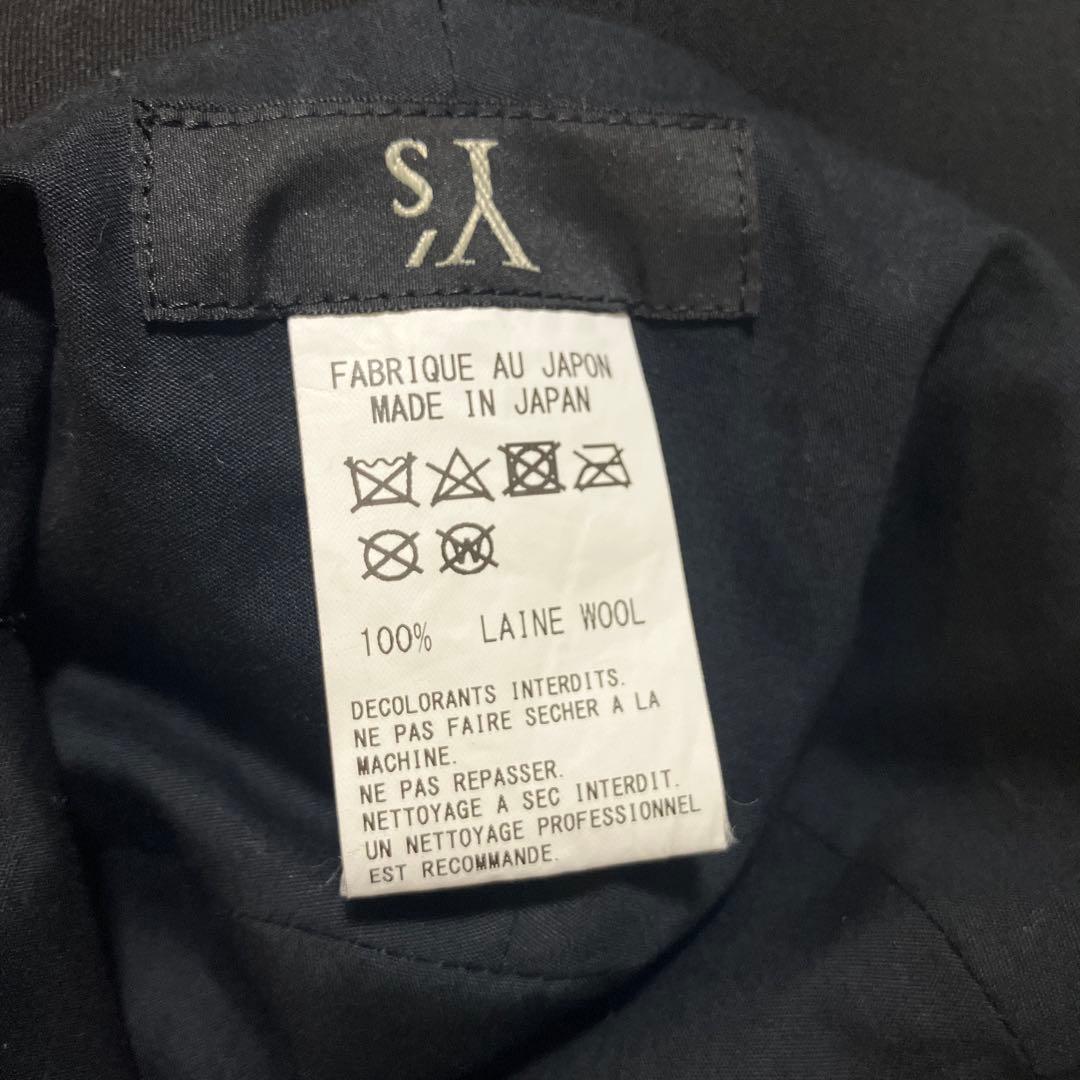 Y's
FABRIQUE AU JAPON
MADE IN JAPAN
W
100% LAINE WOOL
DECOLORANTS INTERDITS.
NE PAS FAIRE SECHER A LA
MACHINE.
NE PAS REPASSER.
NETTOYAGE A SEC INTERDIT.
UN NETTOYAGE PROFESSIONNEL
EST RECOMMANDE.